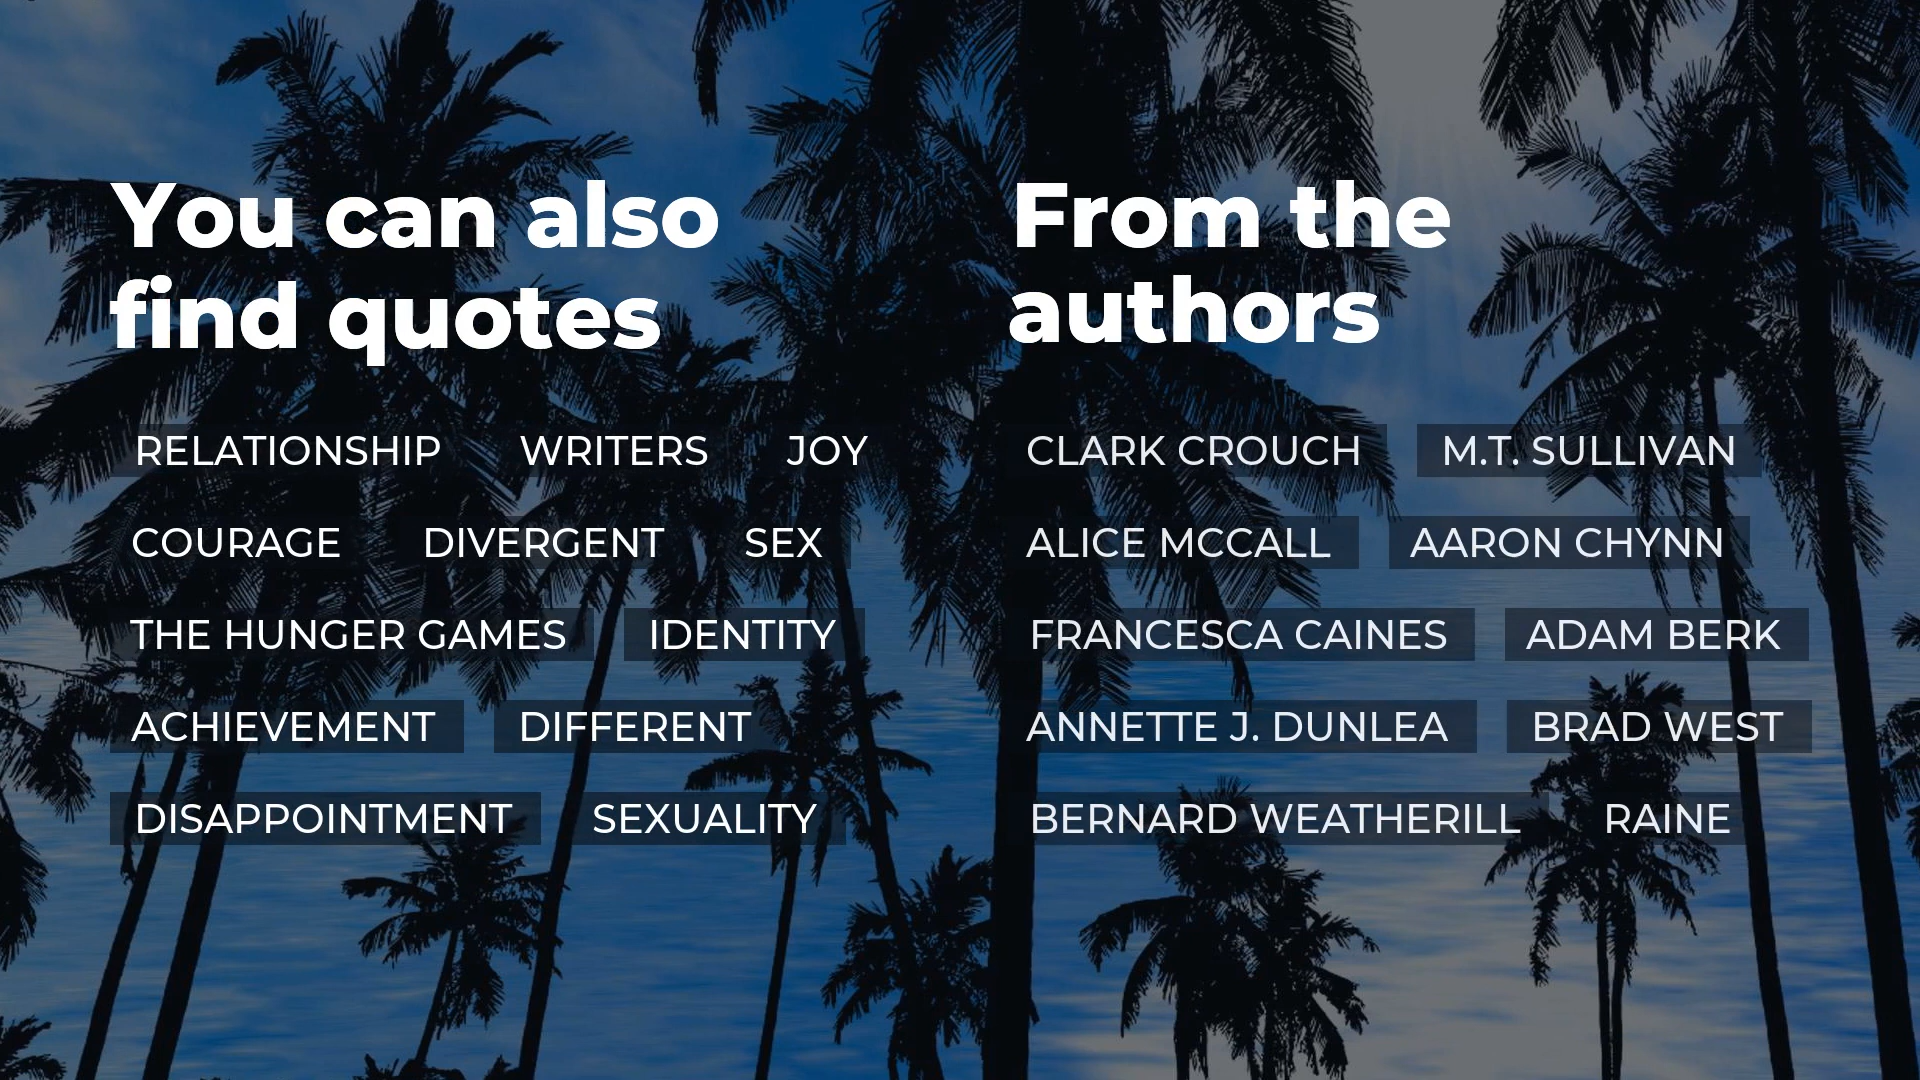 You can also
find quotes
RELATIONSHIP WRITERS JOY
COURAGE DIVERGENT SEX
THE HUNGER GAMES IDENTITY
ACHIEVEMENT DIFFERENT
DISAPPOINTMENT SEXUALITY
From the
authors
CLARK CROUCH M.T. SULLIVAN
ALICE MCCALL AARON CHYNN
FRANCESCA CAINES ADAM BERK
ANNETTE J. DUNLEA BRAD WEST
BERNARD WEATHERILL RAINE